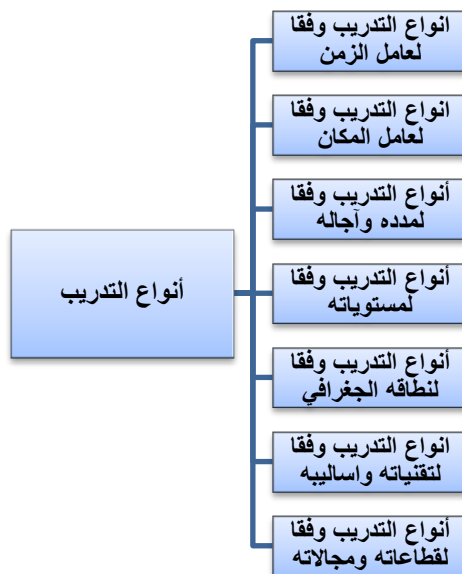 انواع التدريب وفقا
لعامل الزمن
انواع التدريب وفقا
لعامل المكان
أنواع التدريب وفقا
لمدده وآجاله
أنواع التدريب
أنواع التدريب وفقا
لمستوياته
أنواع التدريب وفقا
لنطاقه الجغرافي
انواع التدريب وفقا
لتقنياته واساليبه
أنواع التدريب وفقا
لقطاعاته ومجالاته